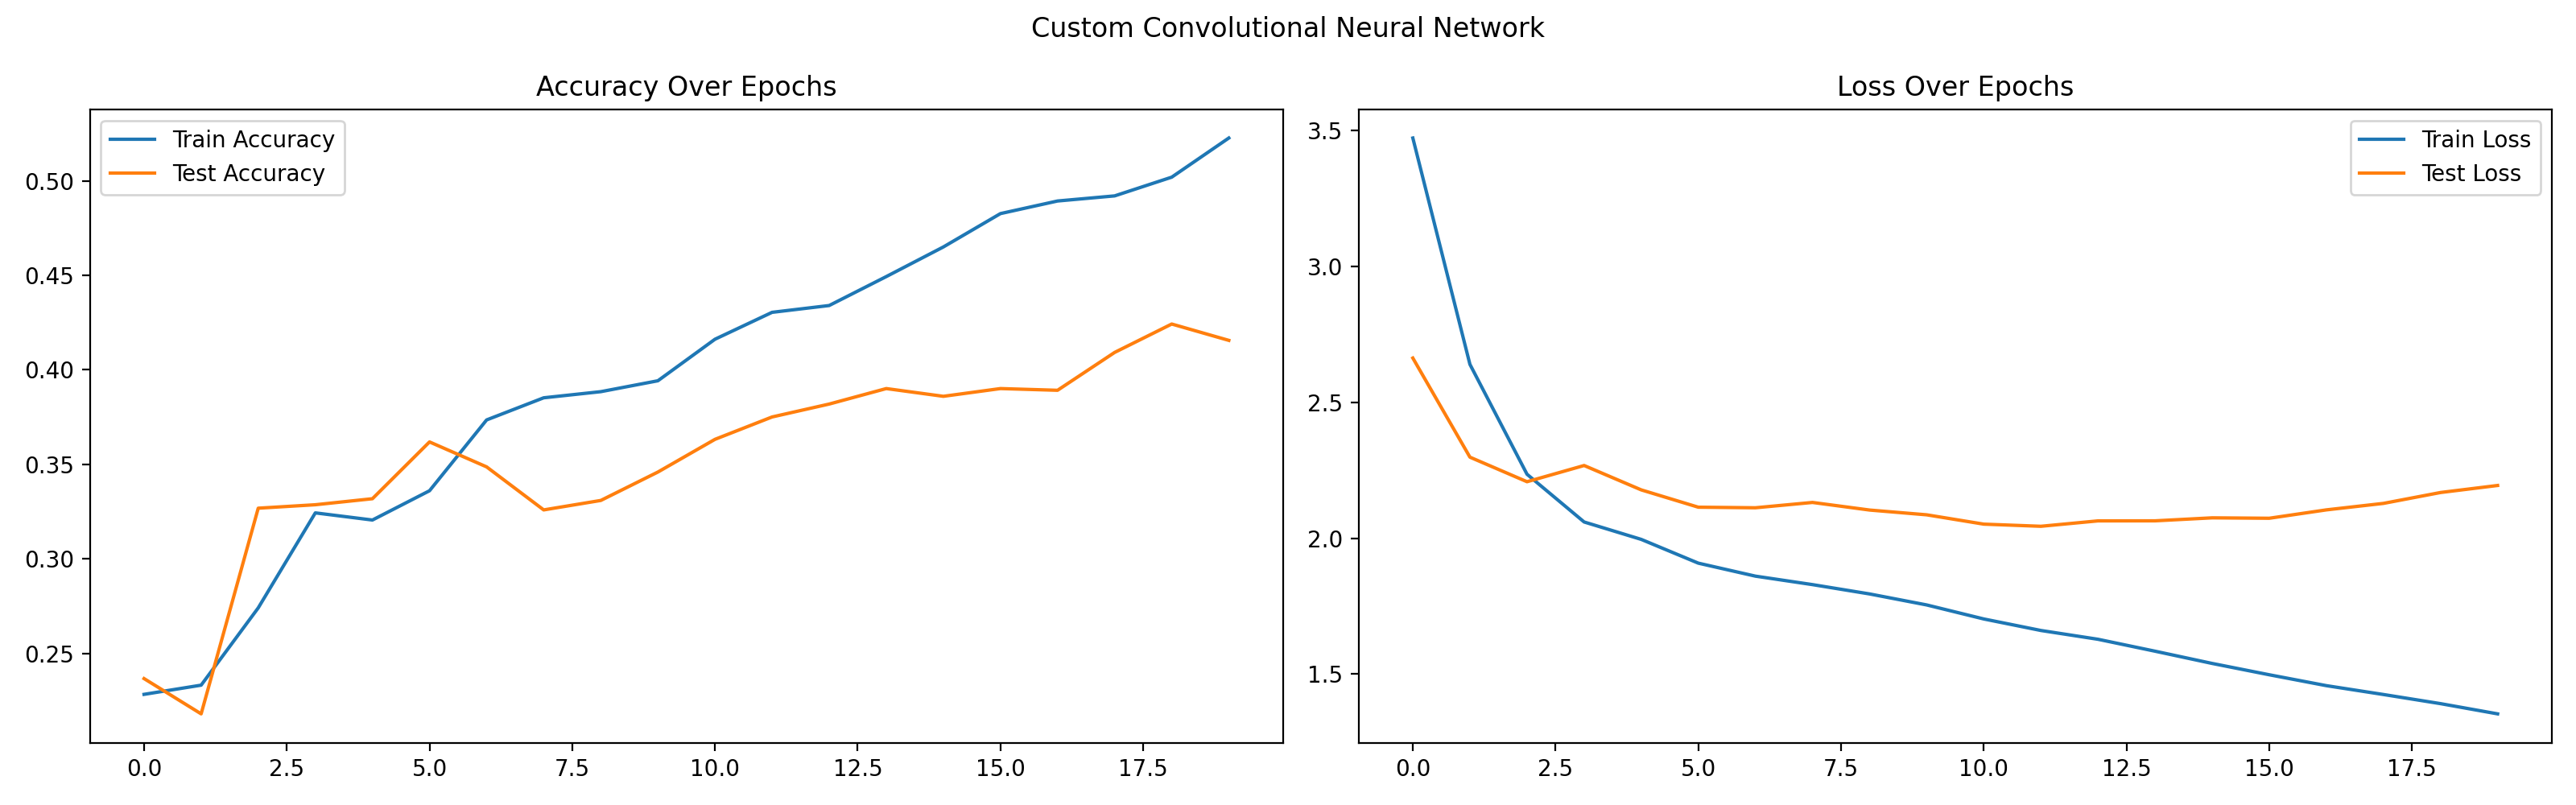 Custom Convolutional Neural Network
Accuracy Over Epochs
Train Accuracy
Test Accuracy
0.50
0.45
0.40
0.35
0.30
0.25
0.0 2.5 5.0 7.5 10.0 12.5 15.0 17.5
Loss Over Epochs
Train Loss
Test Loss
3.5
3.0
2.5
2.0
1.5
0.0 2.5 5.0 7.5 10.0 12.5 15.0 17.5